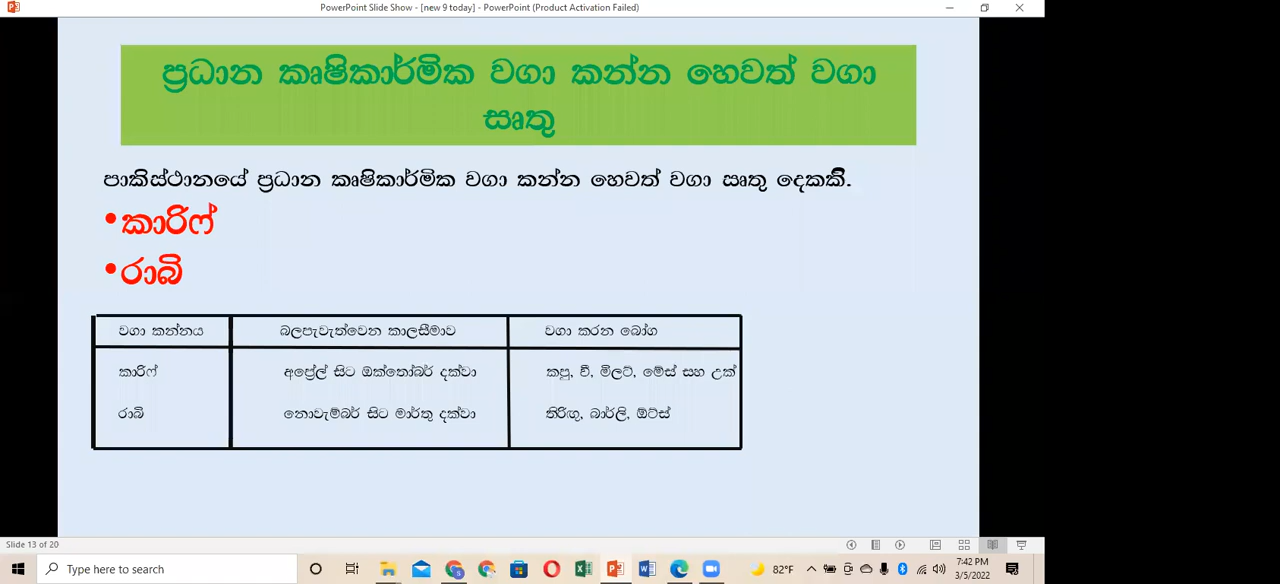 PowerPoint Slide Show - [new 9 today] - PowerPoint (Product Activation Failed)
ප්‍රධාන කෘෂිකාර්මික වගා කන්න හෙවත් වගා
ඍතු
පාකිස්ථානයේ ප්‍රධාන කෘෂිකාර්මික වගා කන්න හෙවත් වගා ඍතු දෙකකි.
•කාරිෆ්
•රාබි
වගා කන්නය බලපැවැත්වෙන කාලසීමාව වගා කරන බෝග
කාරිෆ් අප්‍රේල් සිට ඔක්තෝබර් දක්වා කපු, වී, මිලට්, මේස් සහ උක්
රාබි නොවැම්බර් සිට මාර්තු දක්වා තිරිඟු, බාර්ලි, ඕට්ස්
Slide 13 of 20
Type here to search
82°F
7:42 PM
3/5/2022